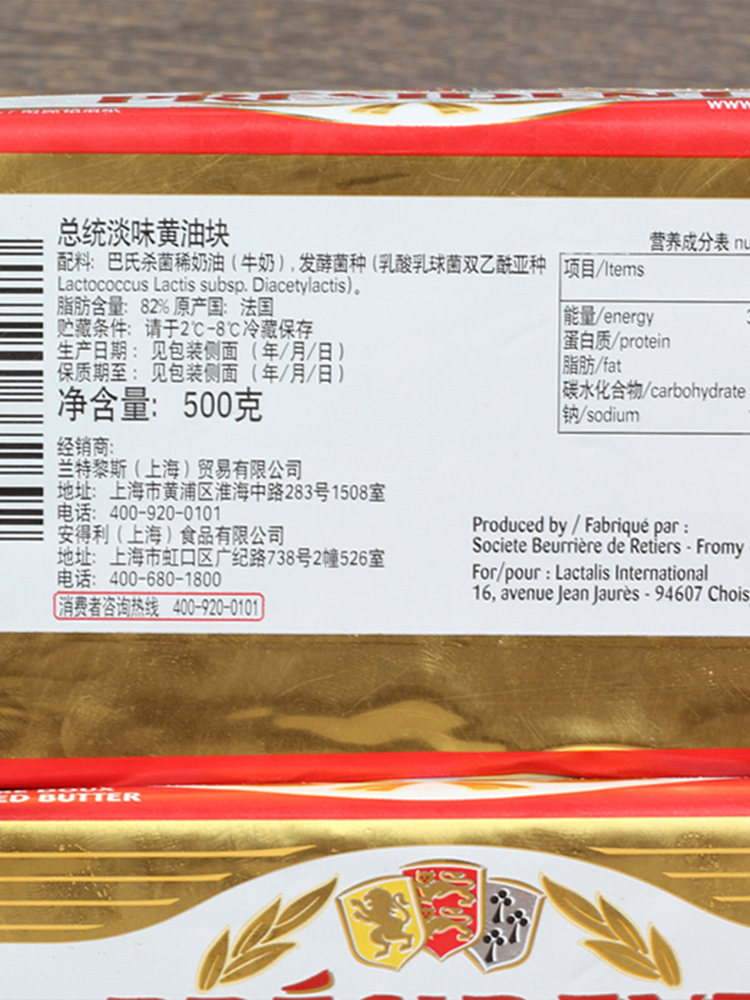 PRÉSIDENT
www
总统淡味黄油块
配料: 巴氏杀菌稀奶油(牛奶), 发酵菌种(乳酸乳球菌双乙酰亚种
Lactococcus Lactis subsp. Diacetylactis)。
脂肪含量: 82% 原产国: 法国
贮藏条件: 请于2℃-8℃冷藏保存
生产日期: 见包装侧面 (年/月/日)
保质期至: 见包装侧面 (年/月/日)
净含量: 500克
经销商:
兰特黎斯(上海)贸易有限公司
地址: 上海市黄浦区淮海中路283号1508室
电话: 400-920-0101
安得利(上海)食品有限公司
地址: 上海市虹口区广纪路738号2幢526室
电话: 400-680-1800
消费者咨询热线 400-920-0101
营养成分表 nu
项目/Items
能量/energy 3
蛋白质/protein
脂肪/fat
碳水化合物/carbohydrate
钠/sodium
Produced by / Fabriqué par :
Societe Beurrière de Retiers - Fromy
For/pour : Lactalis International
16, avenue Jean Jaurès - 94607 Chois
DOUX
ED BUTTER
PRÉSIDENT